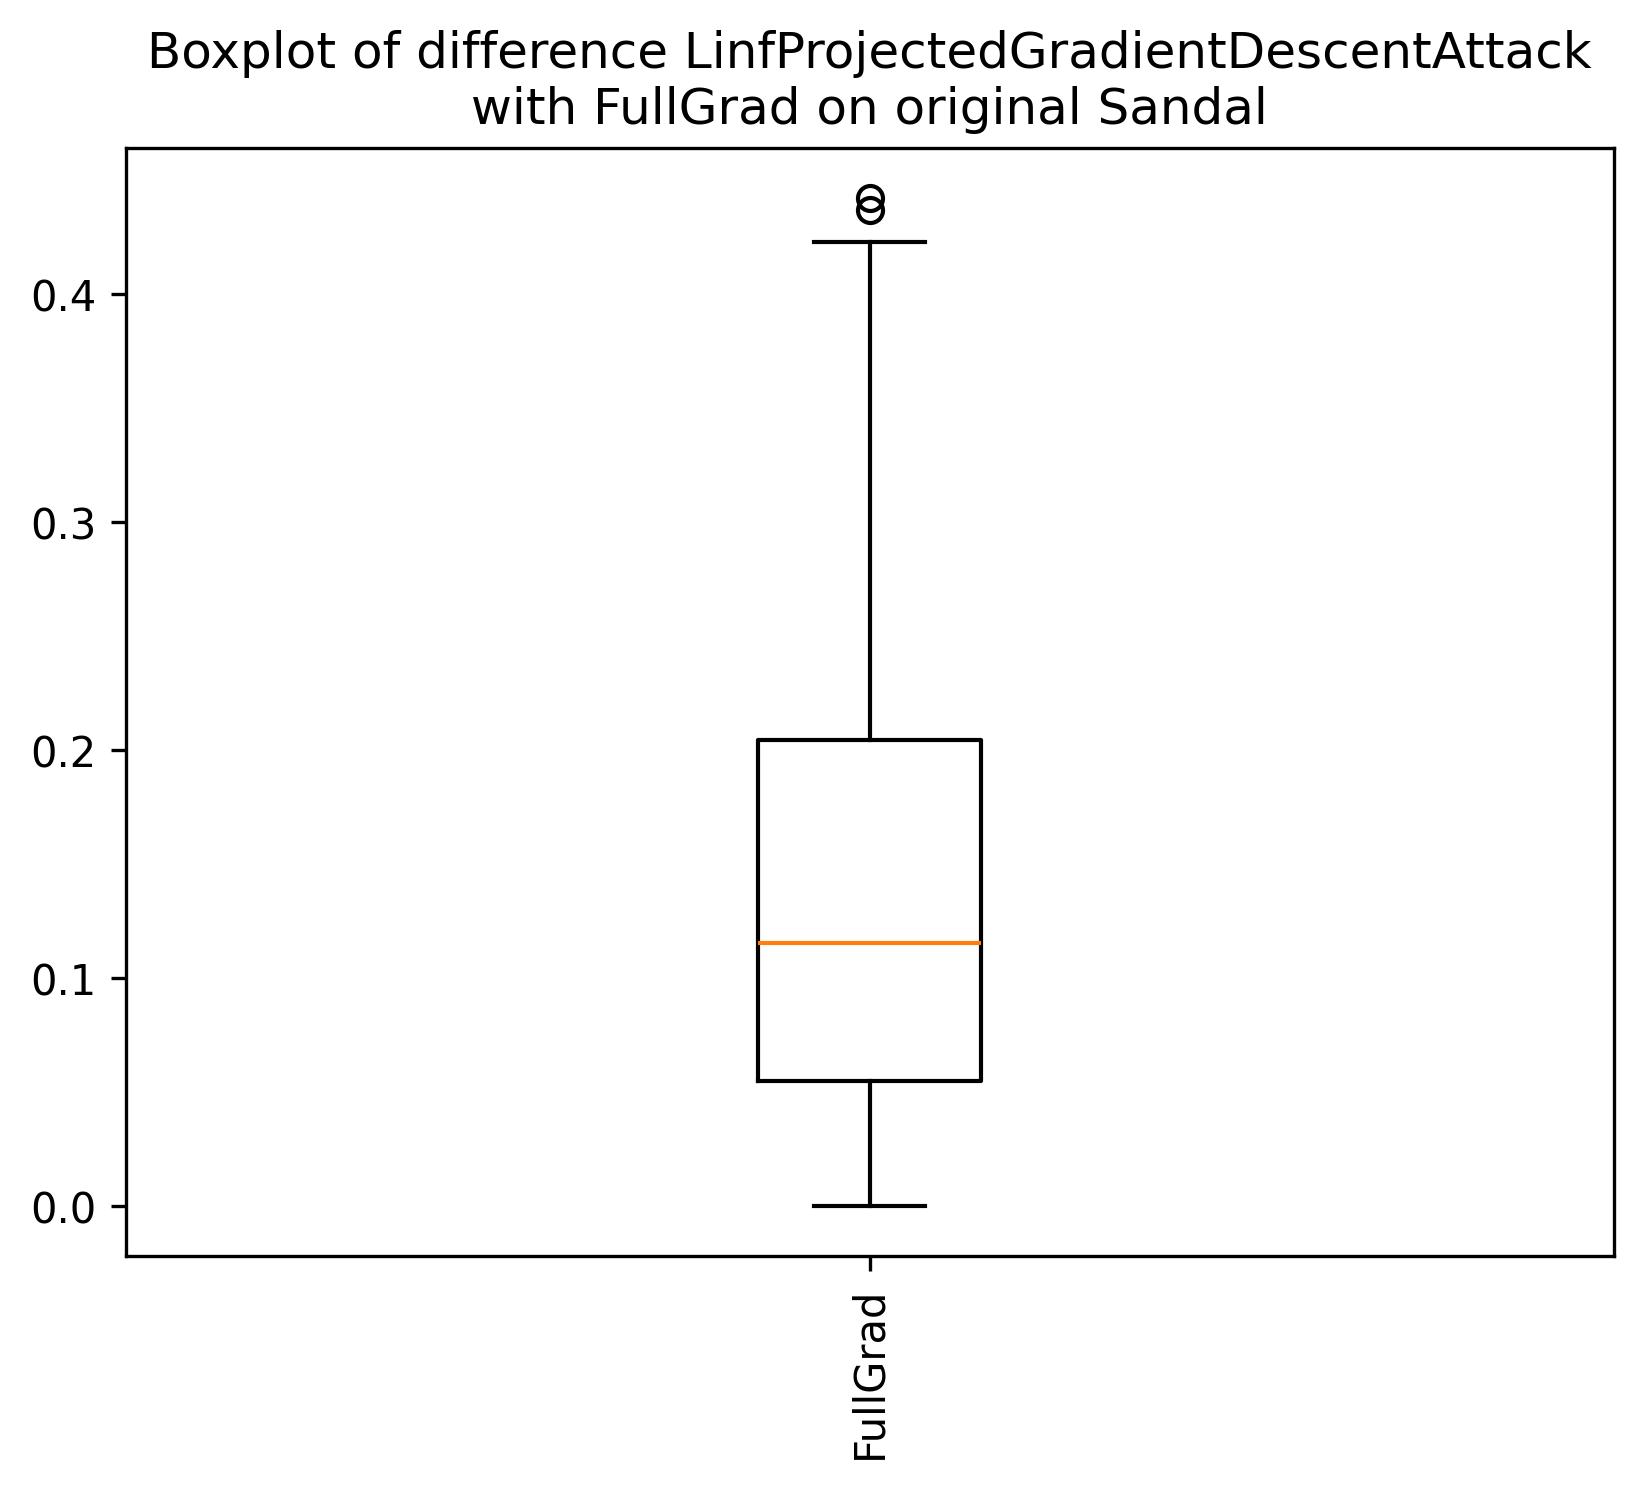 Boxplot of difference LinfProjectedGradientDescentAttack
with FullGrad on original Sandal
0.4
0.3
0.2
0.1
0.0
FullGrad